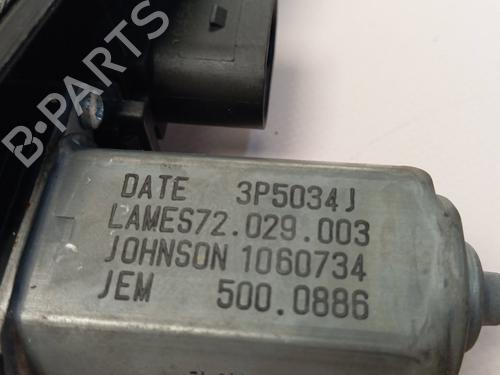 B-PARTS
DATE 3P5034J
LAMES72.029.003
JOHNSON 1060734
JEM 500.0886